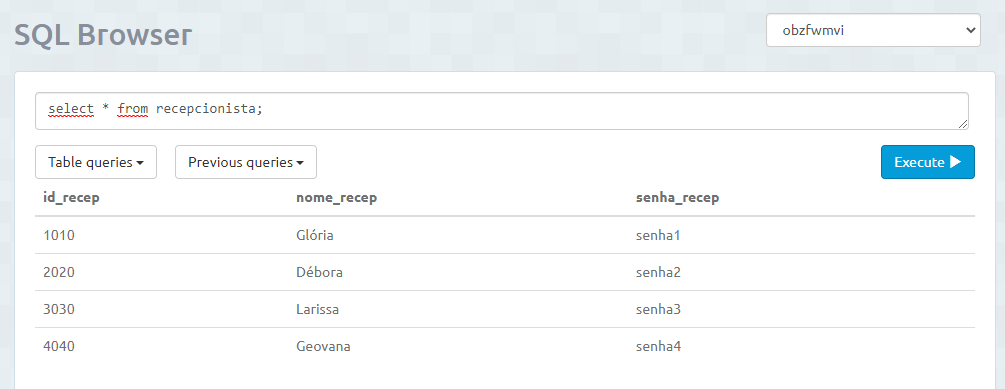 SQL Browser
obzfwmvi
select * from recepcionista;
Table queries
Previous queries
Execute
id_recep nome_recep senha_recep
1010 Glória senha1
2020 Débora senha2
3030 Larissa senha3
4040 Geovana senha4